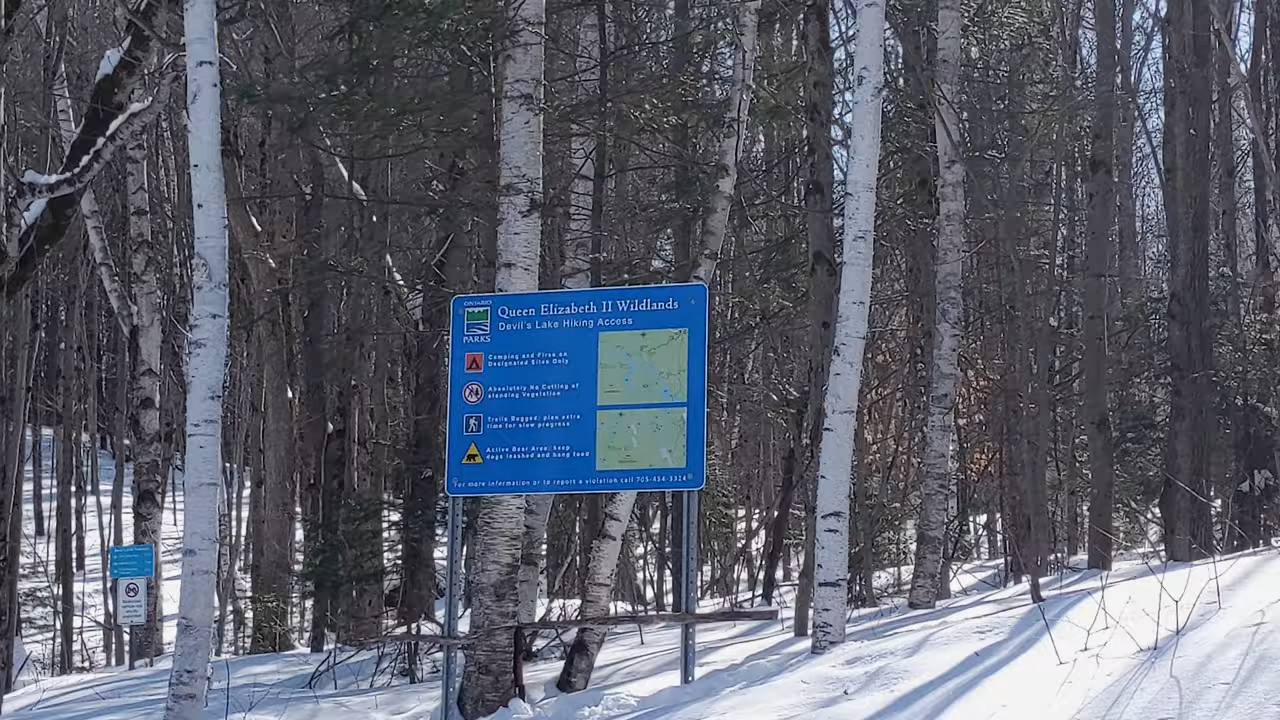 ONTARIO
PARKS
Queen Elizabeth II Wildlands
Devil's Lake Hiking Access
Camping and Fires on
Designated Sites Only
Absolutely No Cutting of
standing Vegetation
Trails Rugged; plan extra
time for slow progress
Active Bear Area: keep
dogs leashed and hang food
For more information or to report a violation call 705-454-3324